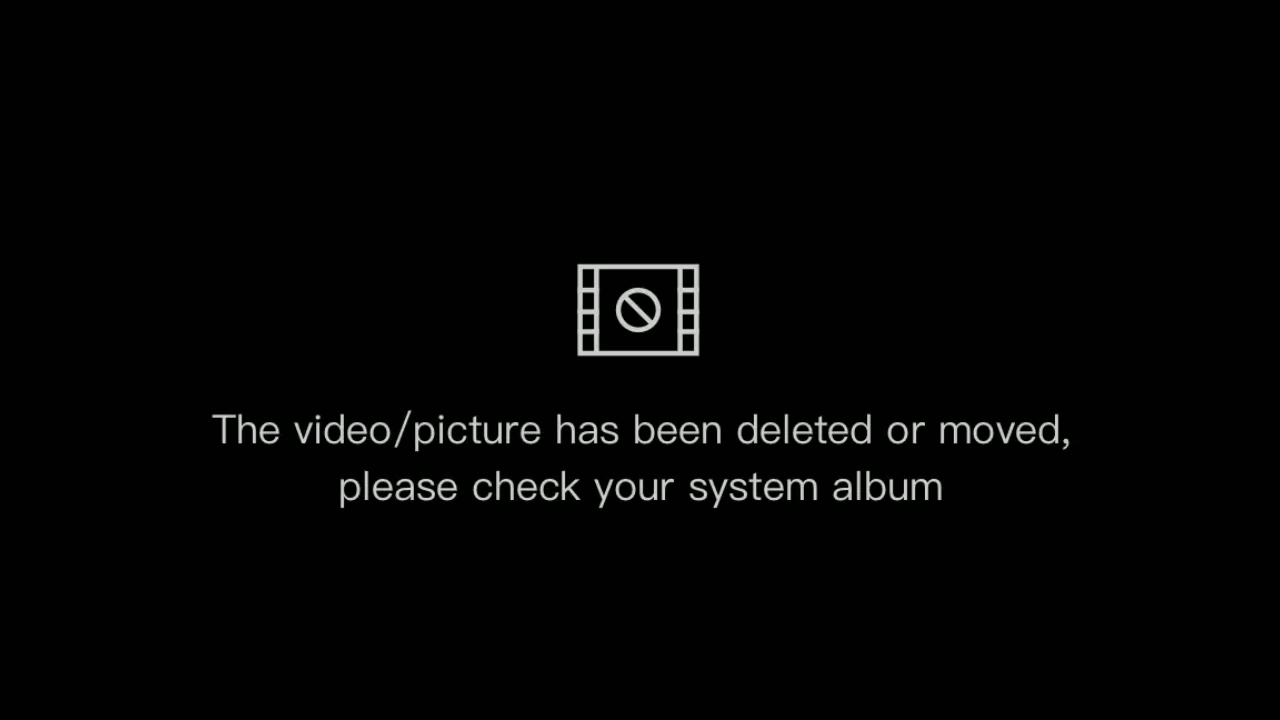 The video/picture has been deleted or moved,
please check your system album